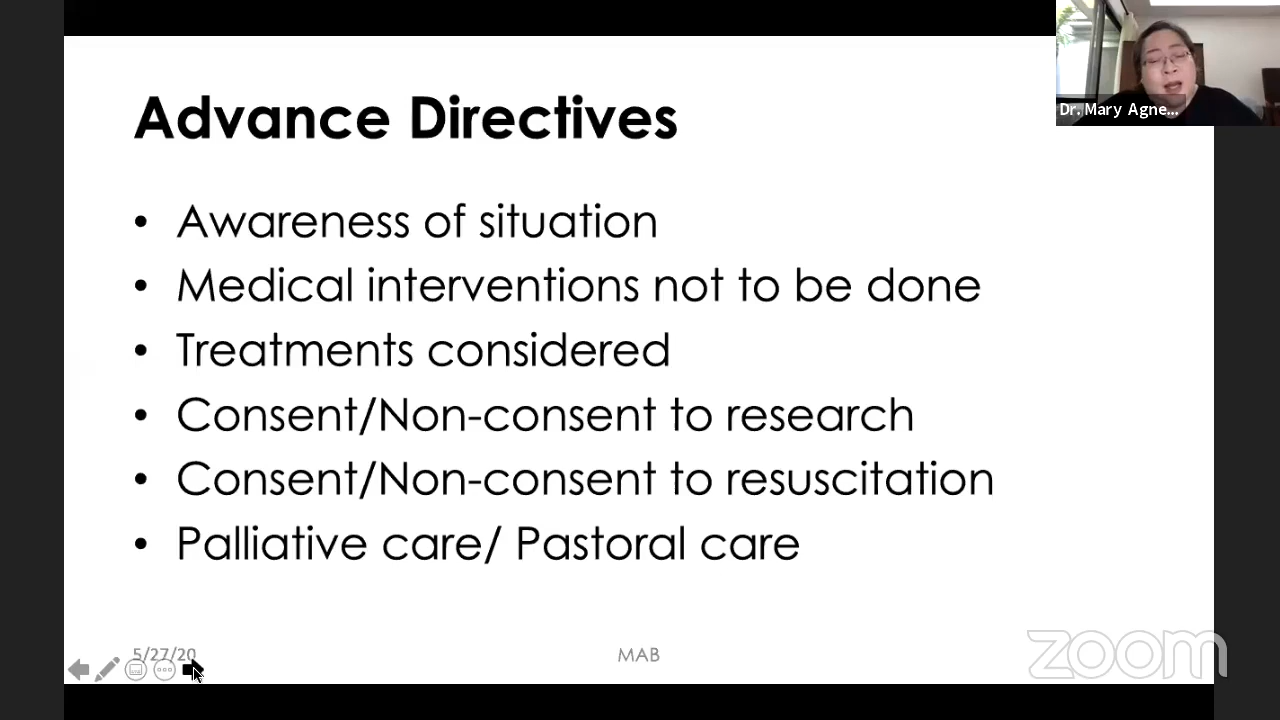 Advance Directives
Dr. Mary Agne...
• Awareness of situation
• Medical interventions not to be done
• Treatments considered
• Consent/Non-consent to research
• Consent/Non-consent to resuscitation
• Palliative care/ Pastoral care
5/27/20
MAB
zoom